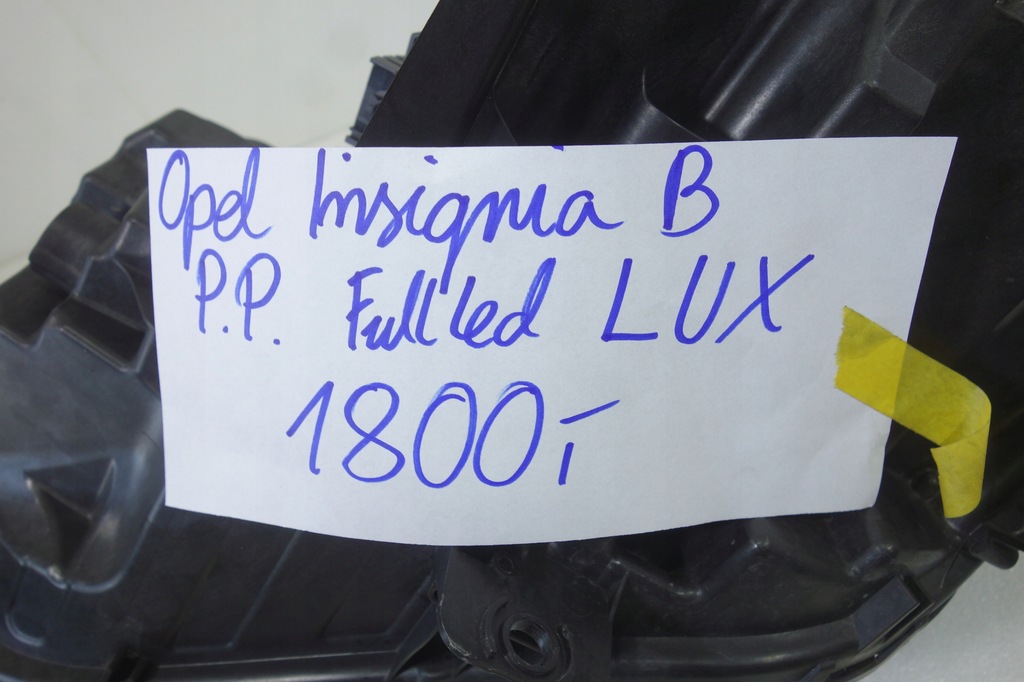 Opel Insignia B
P.P. Full led LUX
1800,-